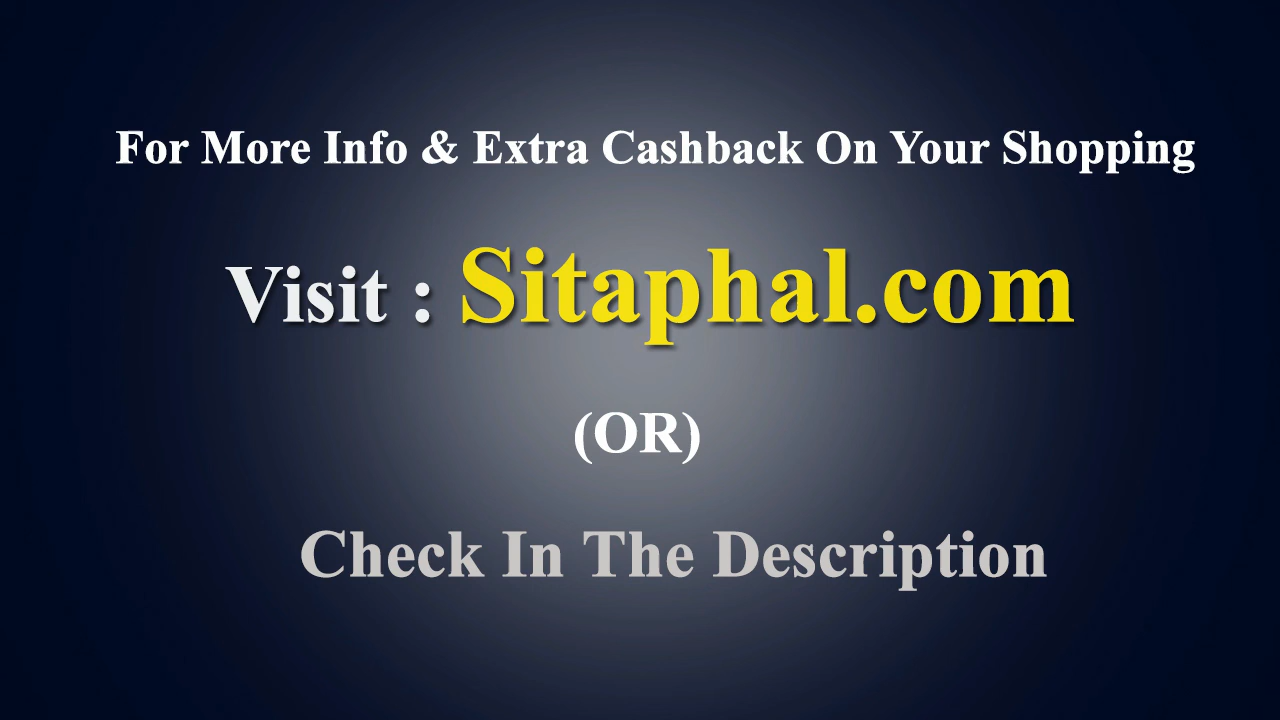 For More Info & Extra Cashback On Your Shopping
Visit : Sitaphal.com
(OR)
Check In The Description